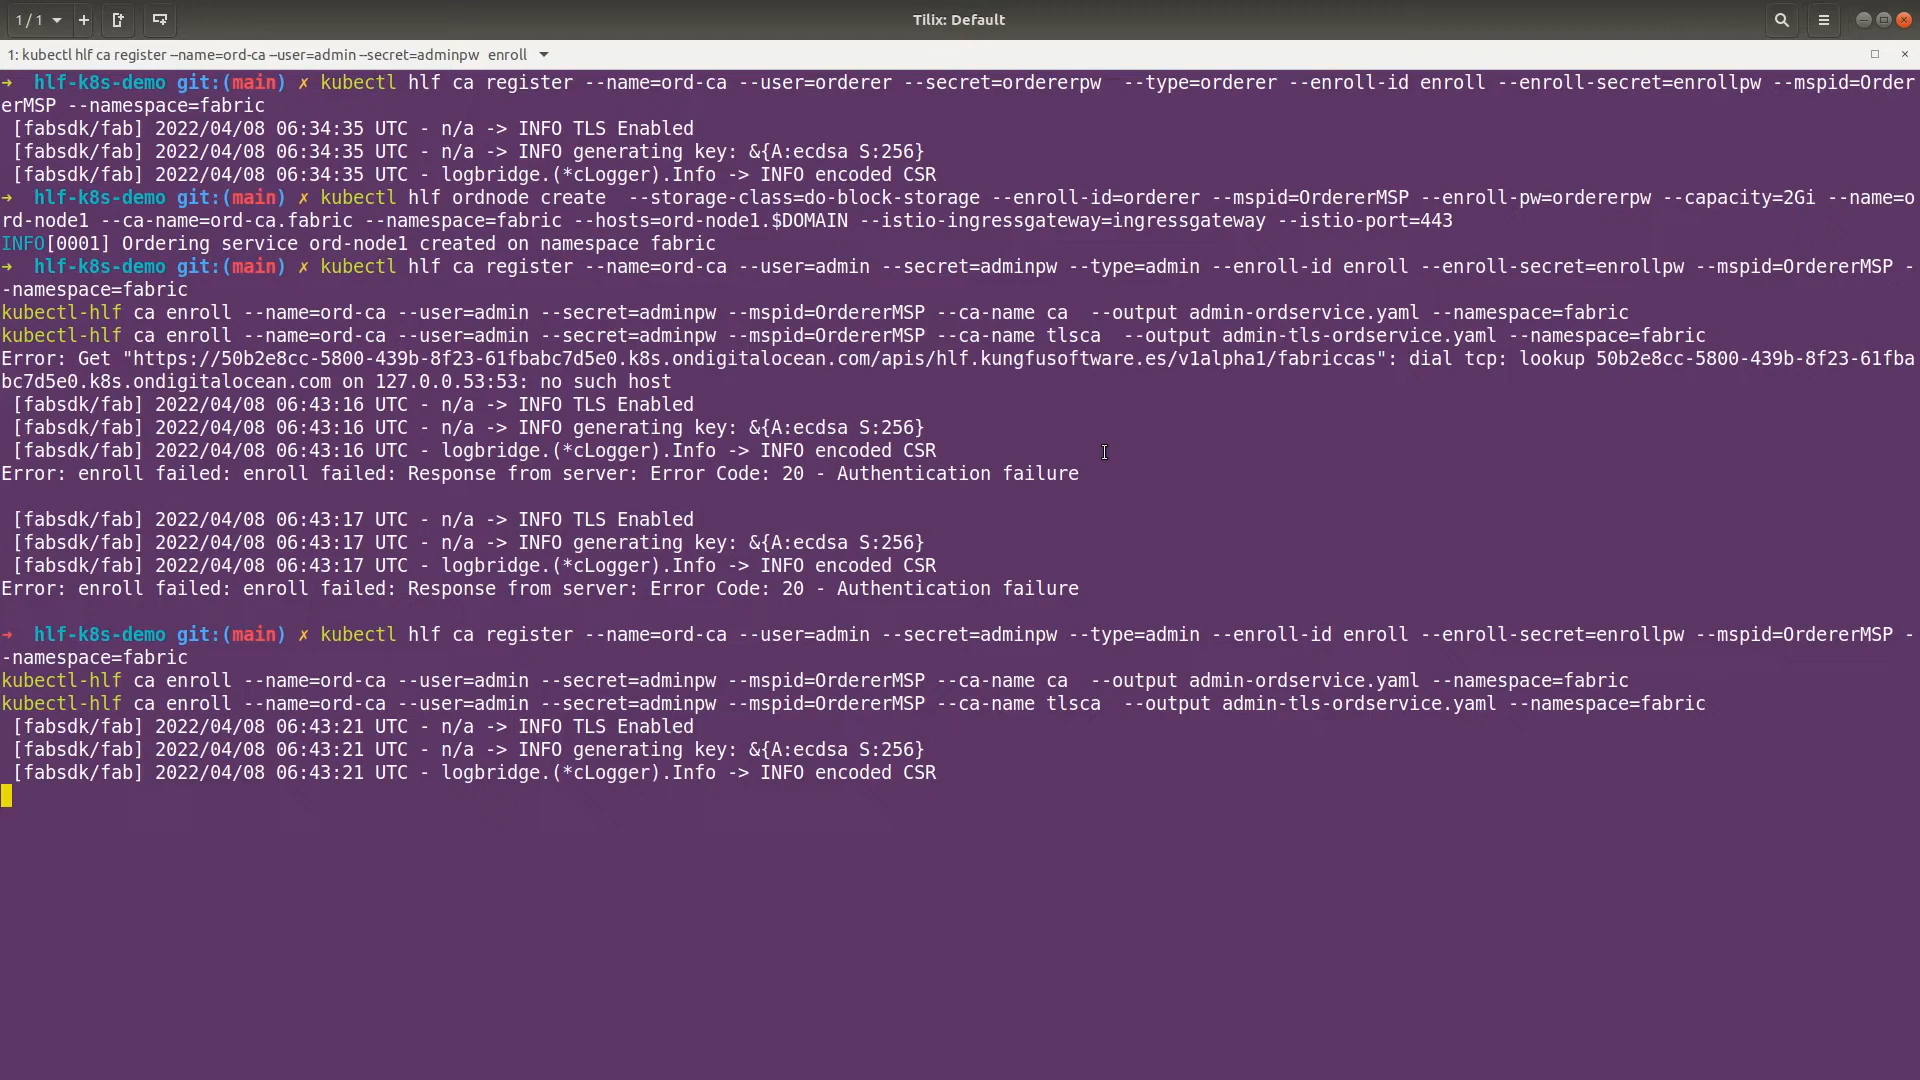 1 / 1
Tilix: Default
1: kubectl hlf ca register --name=ord-ca --user=admin --secret=adminpw  enroll
➜  hlf-k8s-demo git:(main) ✗ kubectl hlf ca register --name=ord-ca --user=orderer --secret=ordererpw  --type=orderer --enroll-id enroll --enroll-secret=enrollpw --mspid=Order
erMSP --namespace=fabric
 [fabsdk/fab] 2022/04/08 06:34:35 UTC - n/a -> INFO TLS Enabled
 [fabsdk/fab] 2022/04/08 06:34:35 UTC - n/a -> INFO generating key: &{A:ecdsa S:256}
 [fabsdk/fab] 2022/04/08 06:34:35 UTC - logbridge.(*cLogger).Info -> INFO encoded CSR
➜  hlf-k8s-demo git:(main) ✗ kubectl hlf ordnode create  --storage-class=do-block-storage --enroll-id=orderer --mspid=OrdererMSP --enroll-pw=ordererpw --capacity=2Gi --name=o
rd-node1 --ca-name=ord-ca.fabric --namespace=fabric --hosts=ord-node1.$DOMAIN --istio-ingressgateway=ingressgateway --istio-port=443
INFO[0001] Ordering service ord-node1 created on namespace fabric
➜  hlf-k8s-demo git:(main) ✗ kubectl hlf ca register --name=ord-ca --user=admin --secret=adminpw --type=admin --enroll-id enroll --enroll-secret=enrollpw --mspid=OrdererMSP -
-namespace=fabric
kubectl-hlf ca enroll --name=ord-ca --user=admin --secret=adminpw --mspid=OrdererMSP --ca-name ca  --output admin-ordservice.yaml --namespace=fabric
kubectl-hlf ca enroll --name=ord-ca --user=admin --secret=adminpw --mspid=OrdererMSP --ca-name tlsca  --output admin-tls-ordservice.yaml --namespace=fabric
Error: Get "https://50b2e8cc-5800-439b-8f23-61fbabc7d5e0.k8s.ondigitalocean.com/apis/hlf.kungfusoftware.es/v1alpha1/fabriccas": dial tcp: lookup 50b2e8cc-5800-439b-8f23-61fba
bc7d5e0.k8s.ondigitalocean.com on 127.0.0.53:53: no such host
 [fabsdk/fab] 2022/04/08 06:43:16 UTC - n/a -> INFO TLS Enabled
 [fabsdk/fab] 2022/04/08 06:43:16 UTC - n/a -> INFO generating key: &{A:ecdsa S:256}
 [fabsdk/fab] 2022/04/08 06:43:16 UTC - logbridge.(*cLogger).Info -> INFO encoded CSR
Error: enroll failed: enroll failed: Response from server: Error Code: 20 - Authentication failure
 [fabsdk/fab] 2022/04/08 06:43:17 UTC - n/a -> INFO TLS Enabled
 [fabsdk/fab] 2022/04/08 06:43:17 UTC - n/a -> INFO generating key: &{A:ecdsa S:256}
 [fabsdk/fab] 2022/04/08 06:43:17 UTC - logbridge.(*cLogger).Info -> INFO encoded CSR
Error: enroll failed: enroll failed: Response from server: Error Code: 20 - Authentication failure
➜  hlf-k8s-demo git:(main) ✗ kubectl hlf ca register --name=ord-ca --user=admin --secret=adminpw --type=admin --enroll-id enroll --enroll-secret=enrollpw --mspid=OrdererMSP -
-namespace=fabric
kubectl-hlf ca enroll --name=ord-ca --user=admin --secret=adminpw --mspid=OrdererMSP --ca-name ca  --output admin-ordservice.yaml --namespace=fabric
kubectl-hlf ca enroll --name=ord-ca --user=admin --secret=adminpw --mspid=OrdererMSP --ca-name tlsca  --output admin-tls-ordservice.yaml --namespace=fabric
 [fabsdk/fab] 2022/04/08 06:43:21 UTC - n/a -> INFO TLS Enabled
 [fabsdk/fab] 2022/04/08 06:43:21 UTC - n/a -> INFO generating key: &{A:ecdsa S:256}
 [fabsdk/fab] 2022/04/08 06:43:21 UTC - logbridge.(*cLogger).Info -> INFO encoded CSR